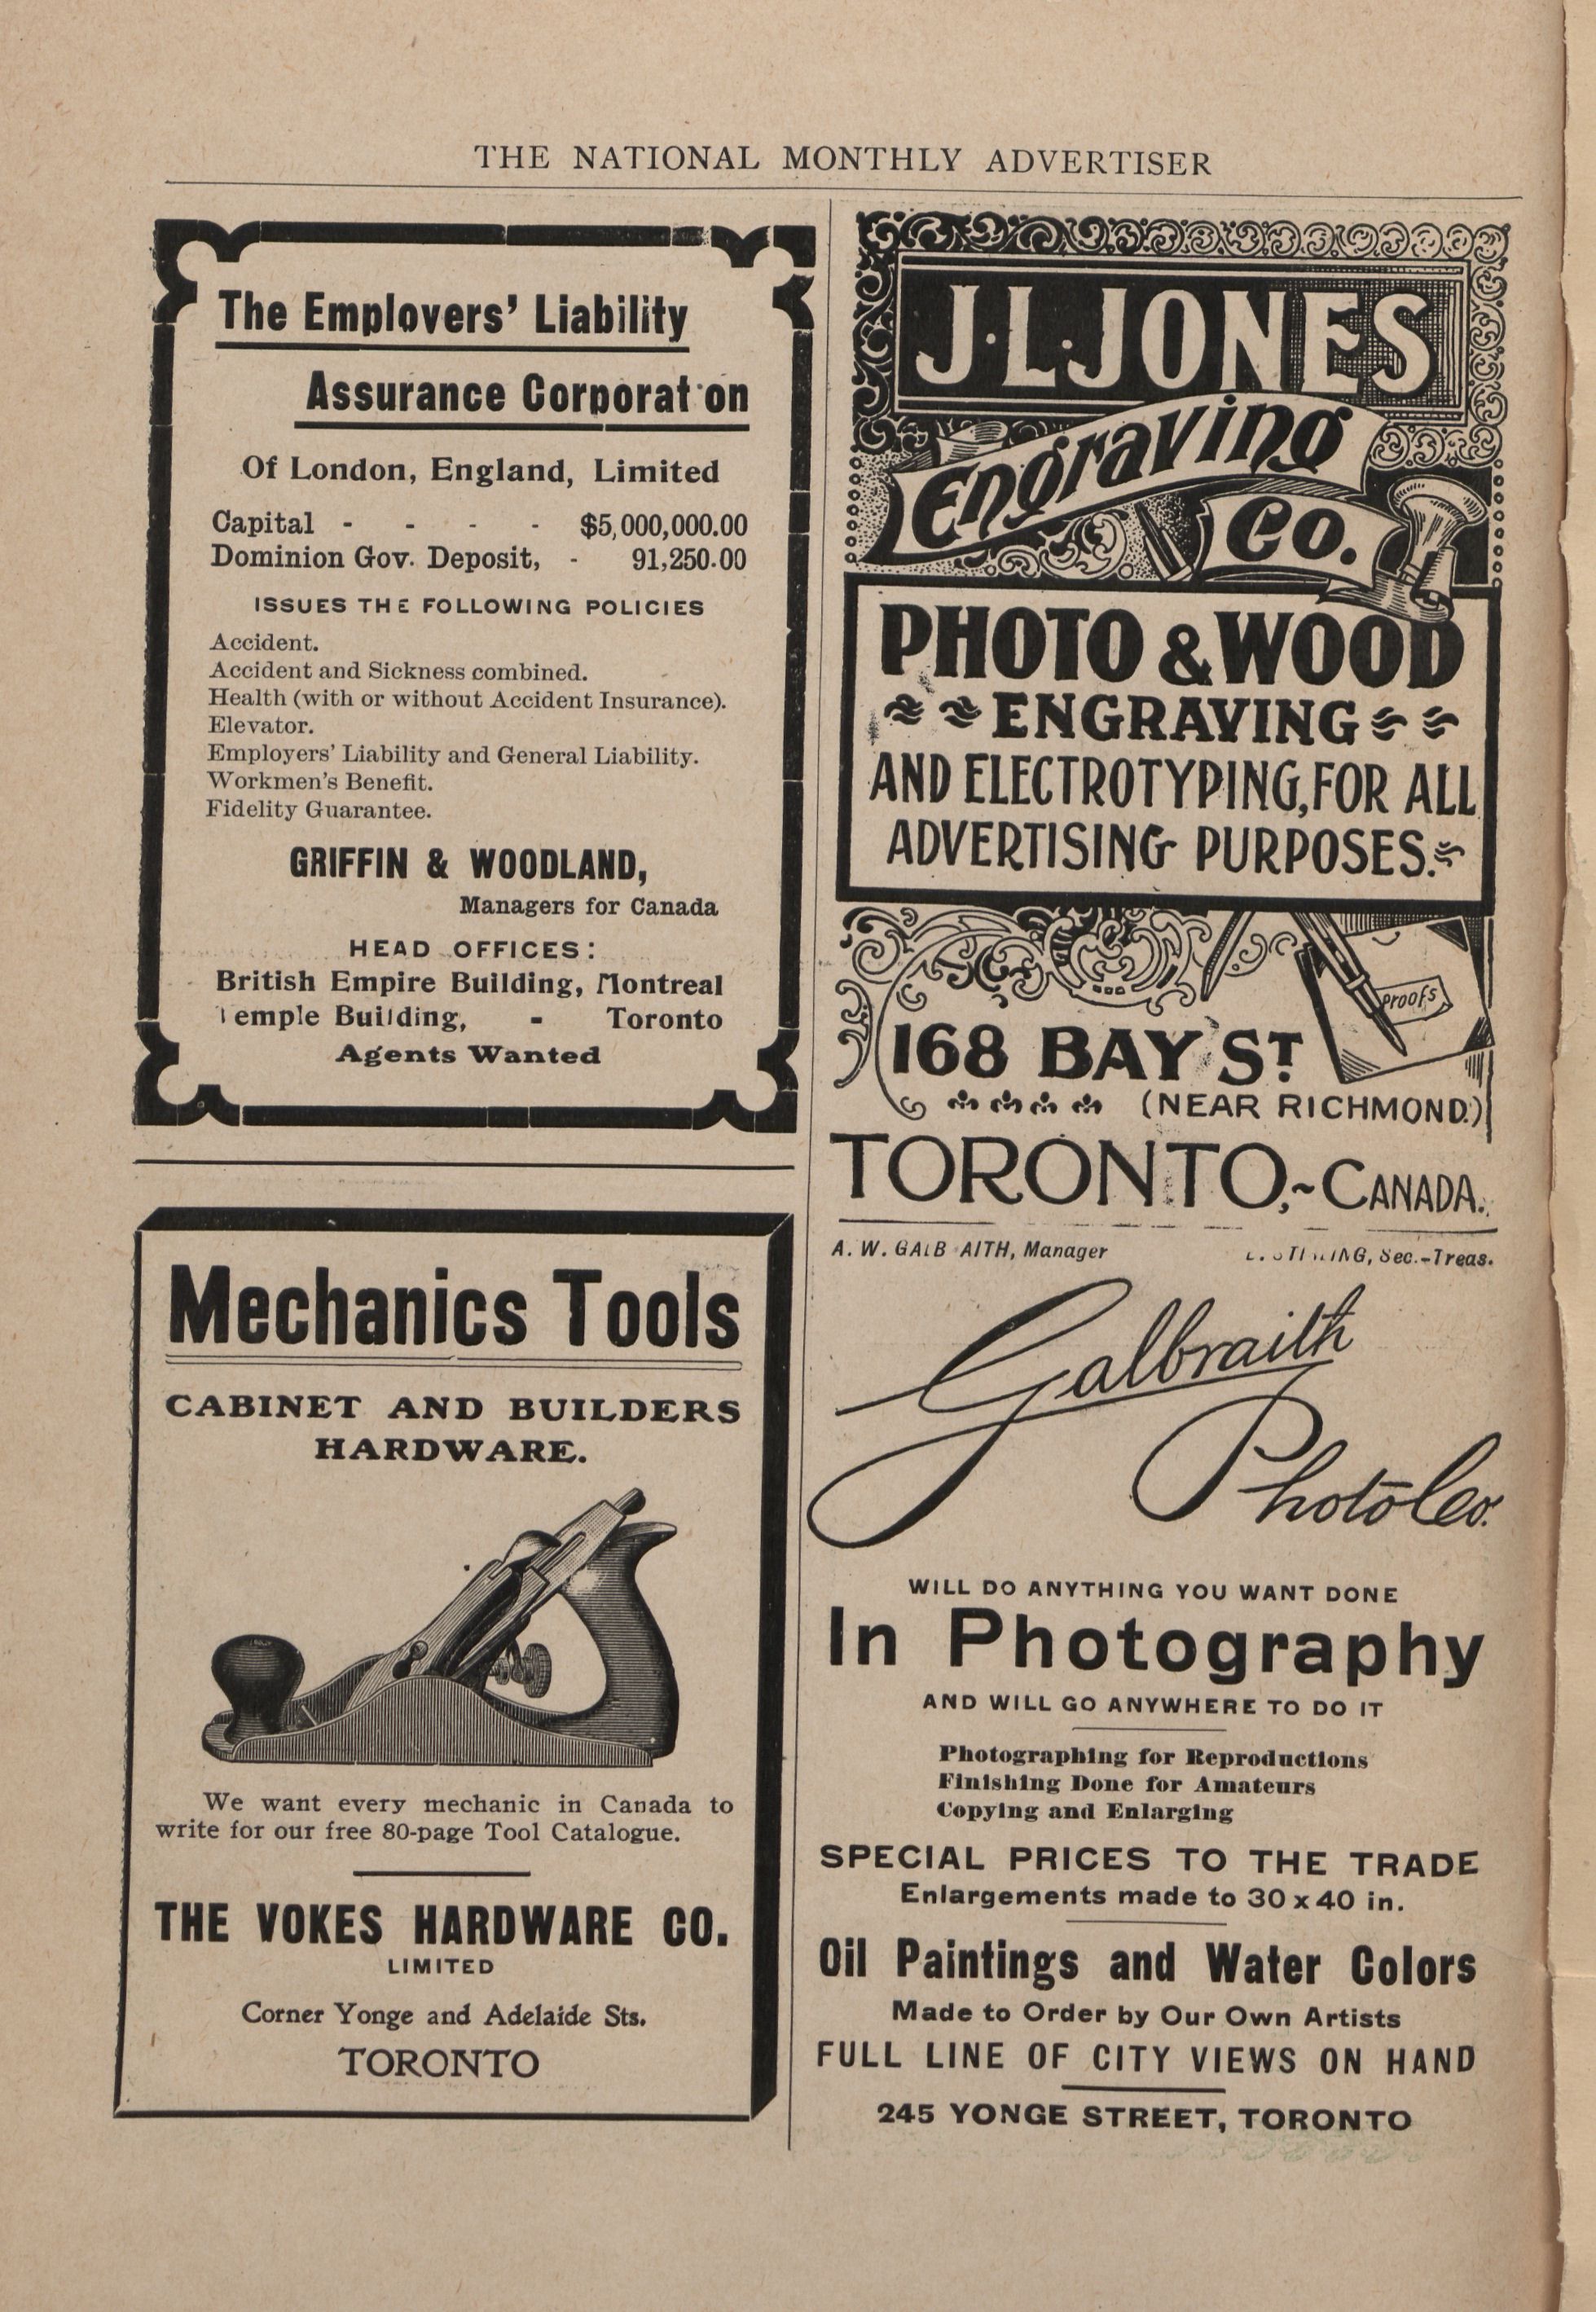 THE NATIONAL MONTHLY ADVERTISER
The Employers' Liability
Assurance Corporat on
Of London, England, Limited
Capital - - - - $5,000,000.00
Dominion Gov. Deposit, - 91,250.00
ISSUES THE FOLLOWING POLICIES
Accident.
Accident and Sickness combined.
Health (with or without Accident Insurance).
Elevator.
Employers' Liability and General Liability.
Workmen's Benefit.
Fidelity Guarantee.
GRIFFIN & WOODLAND,
Managers for Canada
HEAD OFFICES:
British Empire Building, Montreal
Temple Building, - Toronto
Agents Wanted
Mechanics Tools
CABINET AND BUILDERS
HARDWARE.
We want every mechanic in Canada to
write for our free 80-page Tool Catalogue.
THE VOKES HARDWARE CO.
LIMITED
Corner Yonge and Adelaide Sts.
TORONTO
J. L. JONES
Engraving
Co.
PHOTO & WOOD
ENGRAVING
AND ELECTROTYPING, FOR ALL
ADVERTISING PURPOSES.
Proofs
168 BAY ST
(NEAR RICHMOND.)
TORONTO,~CANADA.
A. W. GALB AITH, Manager Sec.-Treas.
Galbraith
Photo Co.
WILL DO ANYTHING YOU WANT DONE
In Photography
AND WILL GO ANYWHERE TO DO IT
Photographing for Reproductions
Finishing Done for Amateurs
Copying and Enlarging
SPECIAL PRICES TO THE TRADE
Enlargements made to 30 x 40 in.
Oil Paintings and Water Colors
Made to Order by Our Own Artists
FULL LINE OF CITY VIEWS ON HAND
245 YONGE STREET, TORONTO